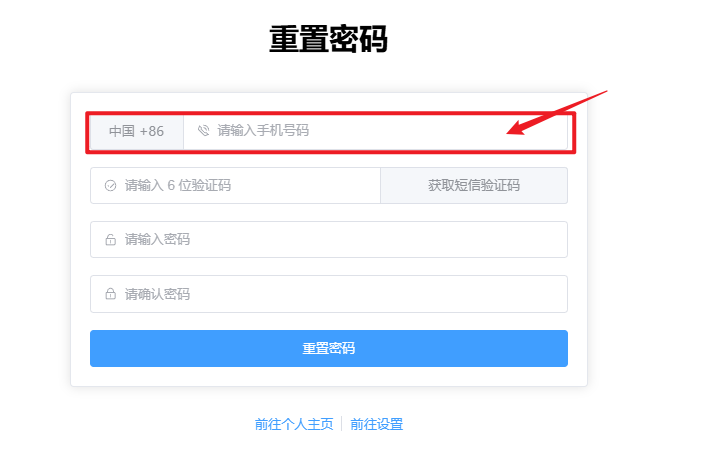 重置密码
中国 +86 请输入手机号码
请输入 6 位验证码 获取短信验证码
请输入密码
请确认密码
重置密码
前往个人主页 前往设置